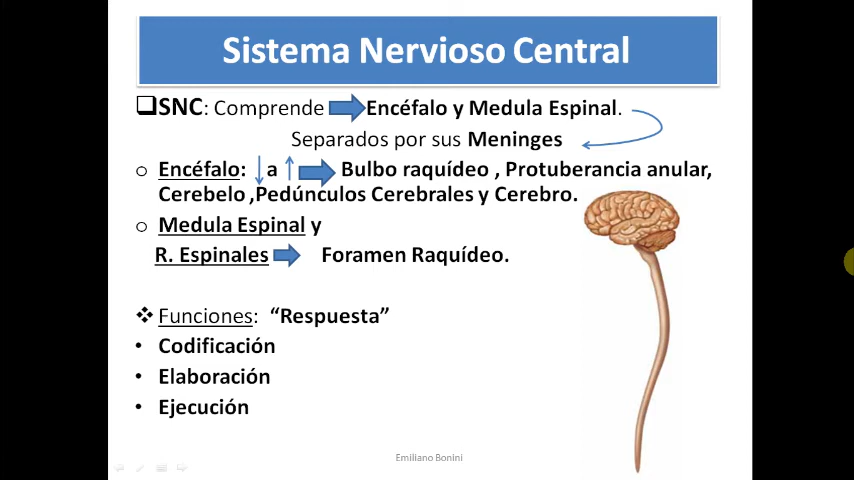 Sistema Nervioso Central
SNC: Comprende Encéfalo y Medula Espinal.
Separados por sus Meninges
Encéfalo: a Bulbo raquídeo , Protuberancia anular,
Cerebelo ,Pedúnculos Cerebrales y Cerebro.
Medula Espinal y
R. Espinales Foramen Raquídeo.
Funciones: “Respuesta”
Codificación
Elaboración
Ejecución
Emiliano Bonini